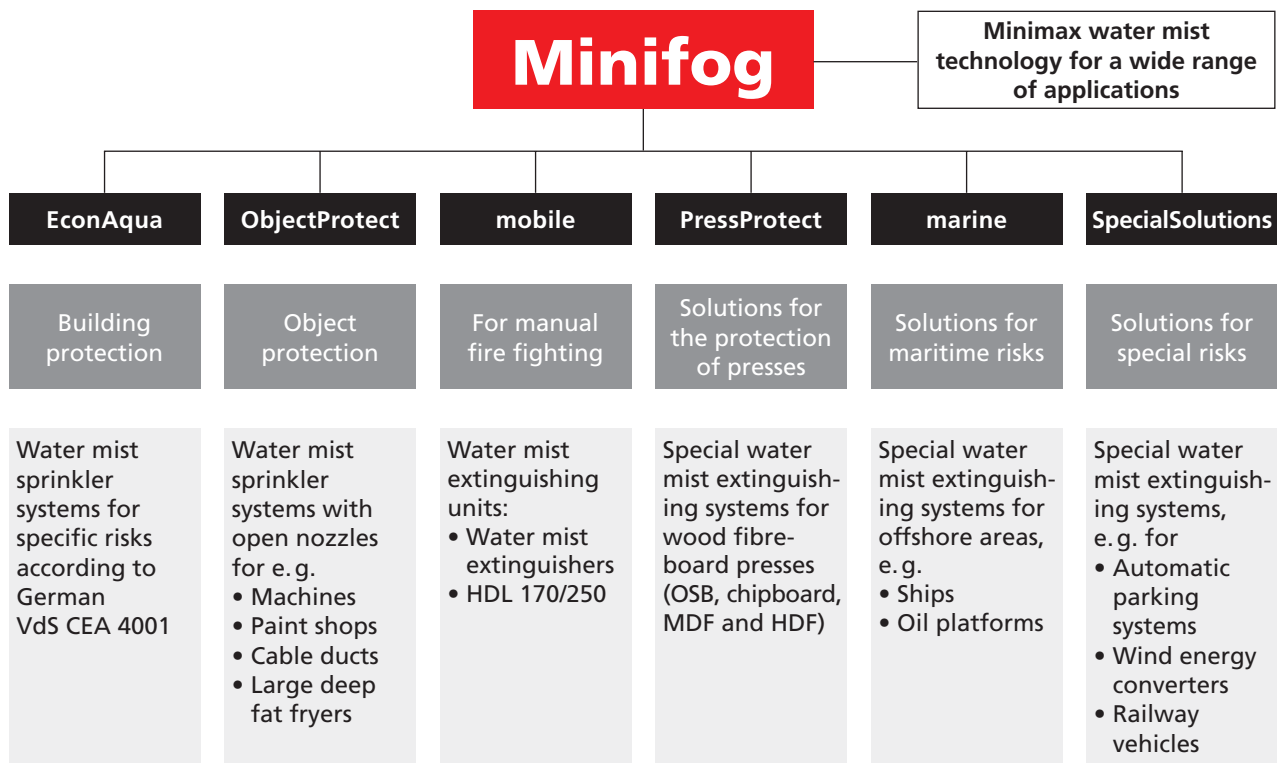 Minifog
Minimax water mist
technology for a wide range
of applications
EconAqua
ObjectProtect
mobile
PressProtect
marine
SpecialSolutions
Building
protection
Object
protection
For manual
fire fighting
Solutions for
the protection
of presses
Solutions for
maritime risks
Solutions for
special risks
Water mist
sprinkler
systems for
specific risks
according to
German
VdS CEA 4001
Water mist
sprinkler
systems with
open nozzles
for e. g.
• Machines
• Paint shops
• Cable ducts
• Large deep
fat fryers
Water mist
extinguishing
units:
• Water mist
extinguishers
• HDL 170/250
Special water
mist extinguish-
ing systems for
wood fibre-
board presses
(OSB, chipboard,
MDF and HDF)
Special water
mist extinguish-
ing systems for
offshore areas,
e. g.
• Ships
• Oil platforms
Special water
mist extinguish-
ing systems,
e. g. for
• Automatic
parking
systems
• Wind energy
converters
• Railway
vehicles